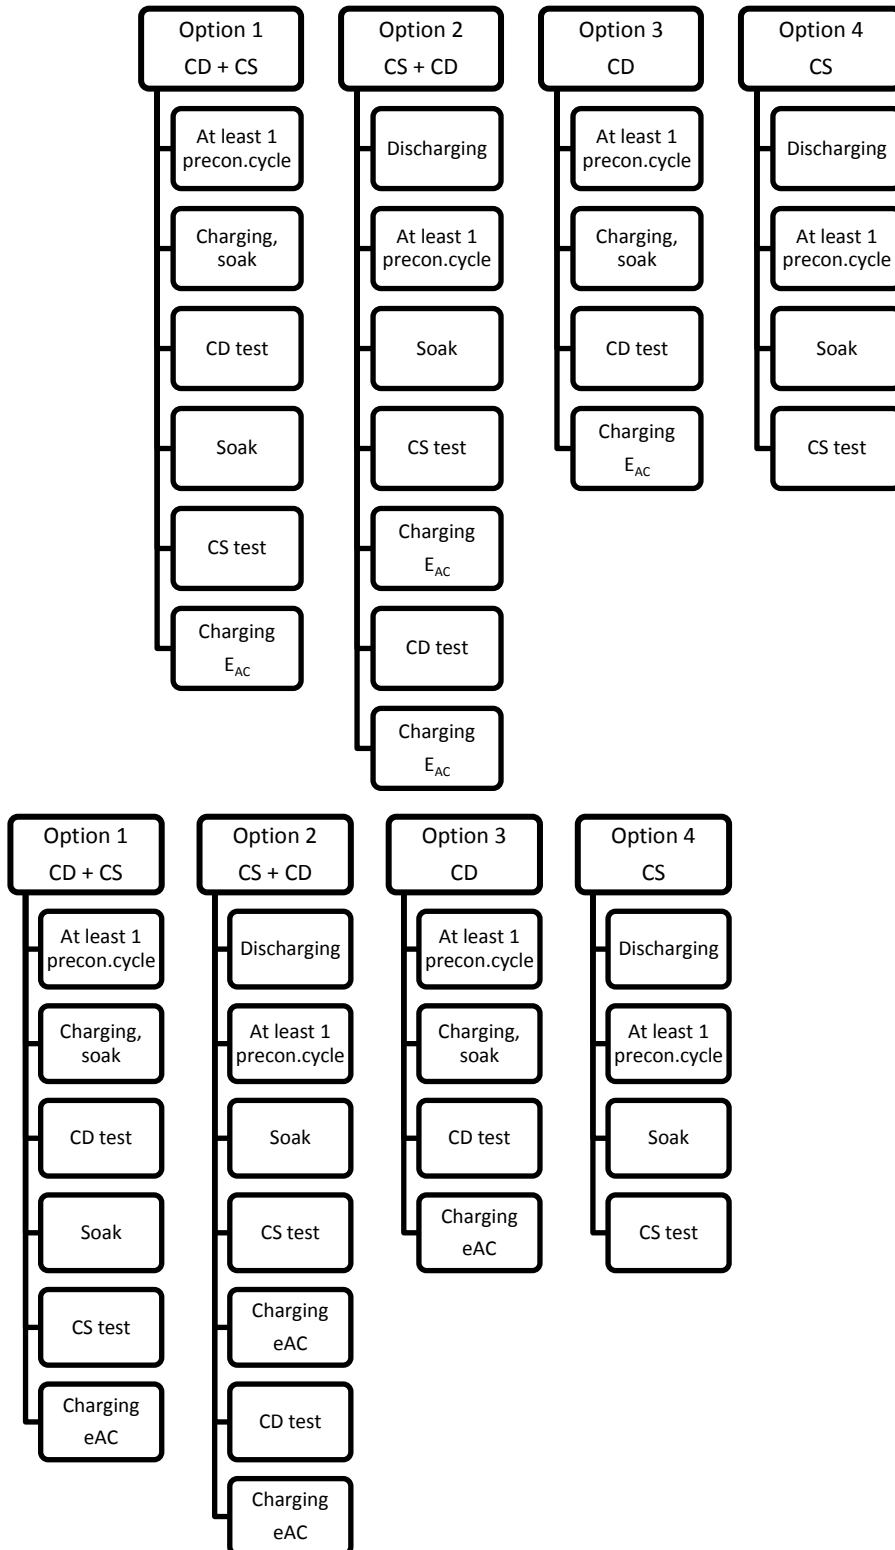 Option 1
CD + CS
At least 1
precon.cycle
Charging,
soak
CD test
Soak
CS test
Charging
E_AC
Option 2
CS + CD
Discharging
At least 1
precon.cycle
Soak
CS test
Charging
E_AC
CD test
Charging
E_AC
Option 3
CD
At least 1
precon.cycle
Charging,
soak
CD test
Charging
E_AC
Option 4
CS
Discharging
At least 1
precon.cycle
Soak
CS test
Option 1
CD + CS
At least 1
precon.cycle
Charging,
soak
CD test
Soak
CS test
Charging
eAC
Option 2
CS + CD
Discharging
At least 1
precon.cycle
Soak
CS test
Charging
eAC
CD test
Charging
eAC
Option 3
CD
At least 1
precon.cycle
Charging,
soak
CD test
Charging
eAC
Option 4
CS
Discharging
At least 1
precon.cycle
Soak
CS test